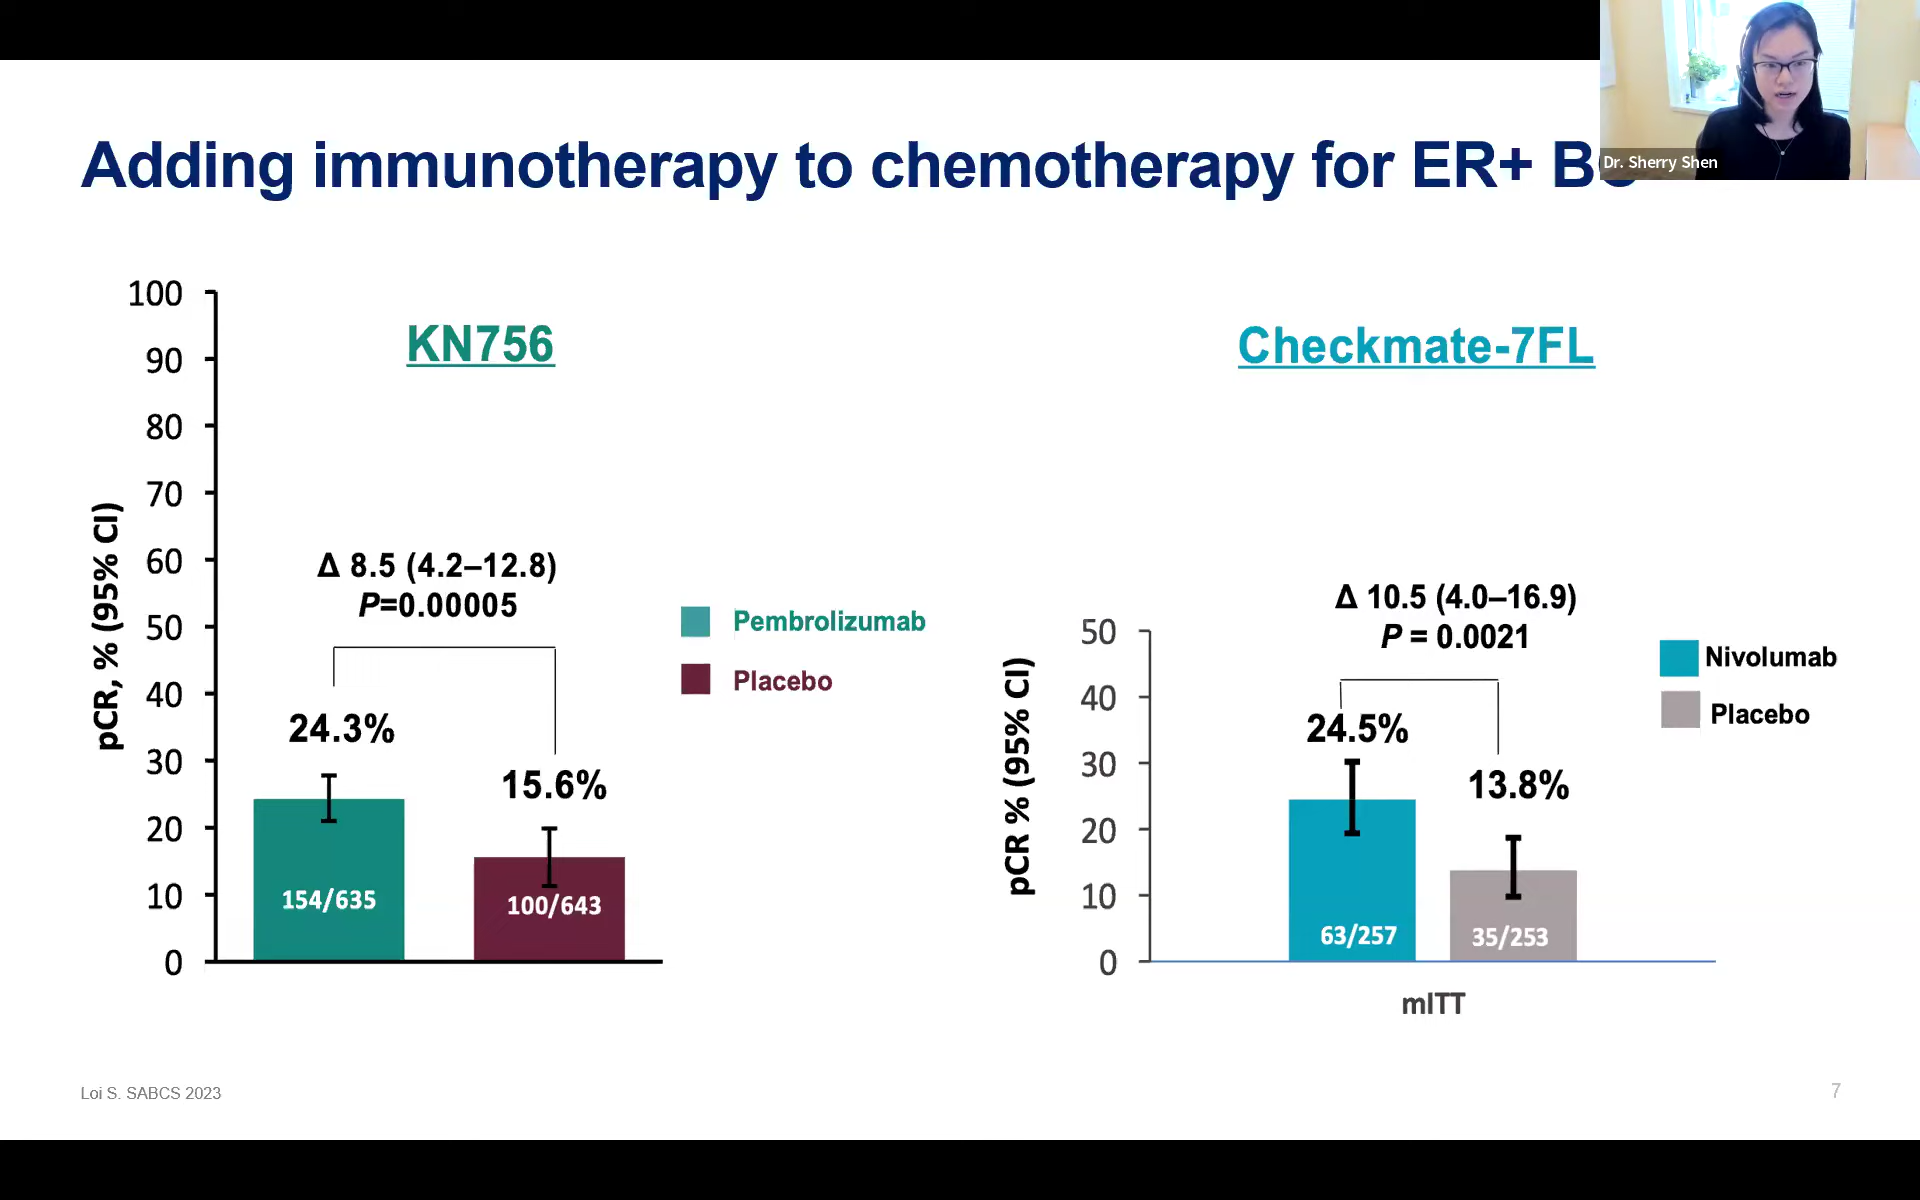 Dr. Sherry Shen
Adding immunotherapy to chemotherapy for ER+
KN756
pCR, % (95% CI)
100
90
80
70
60
50
40
30
20
10
0
Δ 8.5 (4.2–12.8)
P=0.00005
24.3%
15.6%
154/635
100/643
Pembrolizumab
Placebo
Checkmate-7FL
pCR % (95% CI)
50
40
30
20
10
0
Δ 10.5 (4.0–16.9)
P = 0.0021
24.5%
13.8%
63/257
35/253
mITT
Nivolumab
Placebo
Loi S. SABCS 2023
7